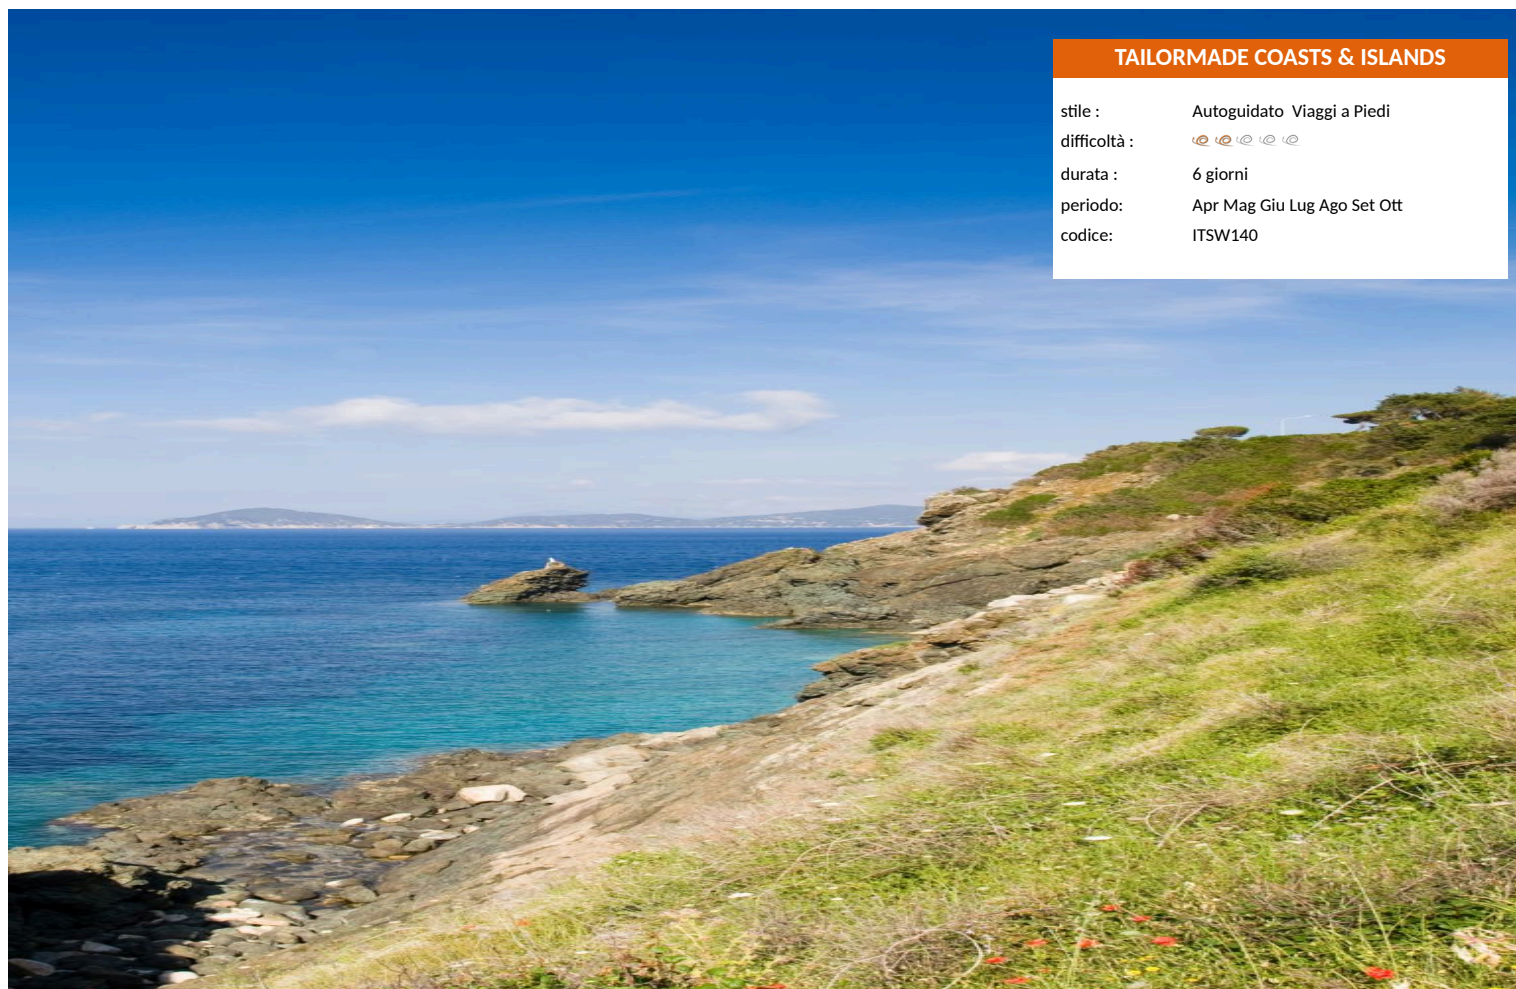 TAILORMADE COASTS & ISLANDS
stile : Autoguidato Viaggi a Piedi
difficoltà :
durata : 6 giorni
periodo: Apr Mag Giu Lug Ago Set Ott
codice: ITSW140